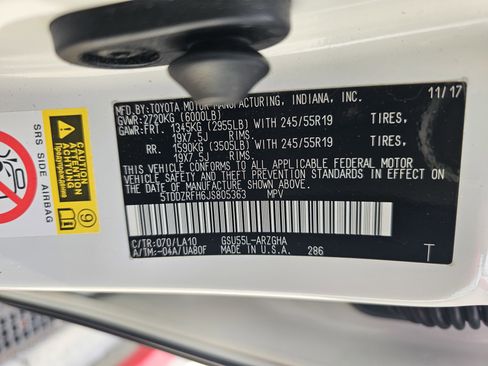 MFD.BY:TOYOTA MOTOR MANUFACTURING, INDIANA, INC. 11/17
GVWR:2720KG (6000LB)
GAWR:FRT. 1345KG (2955LB) WITH 245/55R19 TIRES,
19X7.5J
RR. 1590KG (3505LB) WITH 245/55R19 TIRES,
19X7.5J
THIS VEHICLE CONFORMS TO ALL APPLICABLE FEDERAL MOTOR
VEHICLE SAFETY AND THEFT PREVENTION STANDARDS IN EFFECT
ON THE DATE OF MANUFACTURE SHOWN ABOVE.
5TDDZRFH6JS805363 MPV
C/TR:070/LA10 GSU55L-ARZGHA
A/TM:-04A/UA80F MADE IN U.S.A. 286 T
SRS SIDE AIRBAG
9